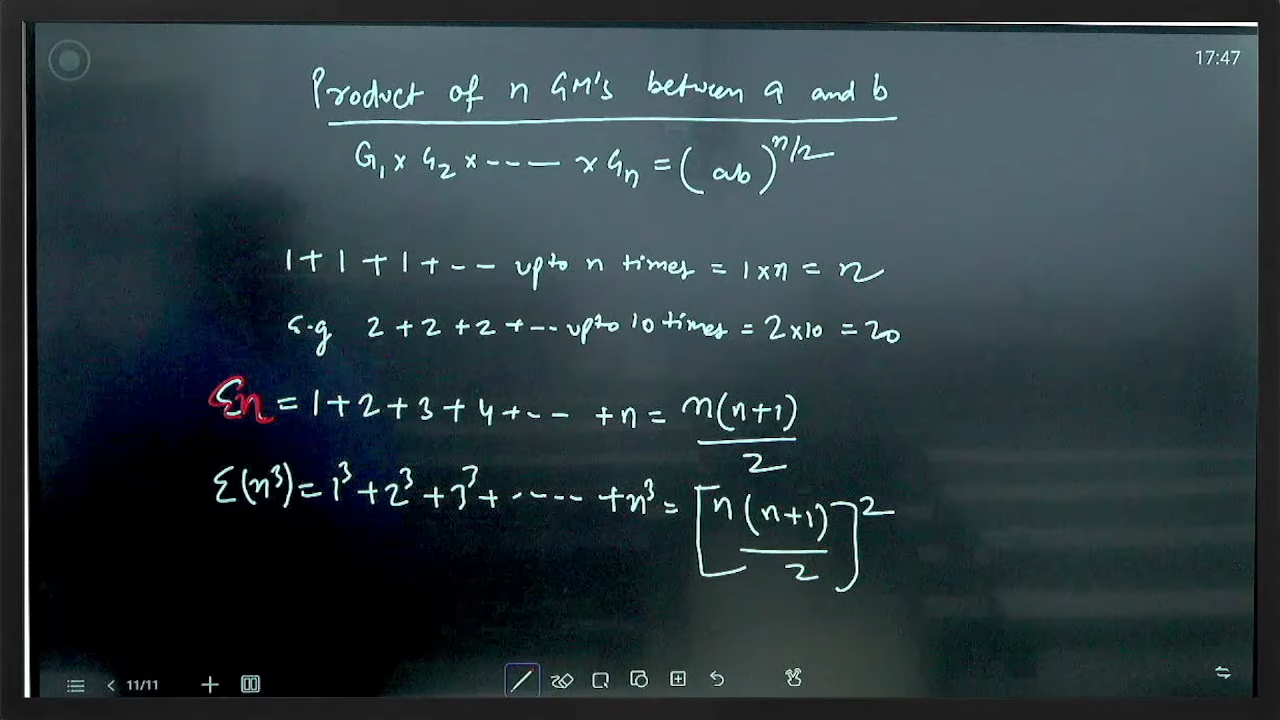 17:47
Product of n GM's between a and b
G₁ × G₂ × ----- × Gₙ = (ab)^n/2
1 + 1 + 1 + -- upto n times = 1×n = n
E.g 2 + 2 + 2 + --- upto 10 times = 2×10 = 20
Σn = 1 + 2 + 3 + 4 + --- + n = n(n+1)/2
Σ(n³) = 1³ + 2³ + 3³ + ----- + n³ = [n(n+1)/2]²
11/11